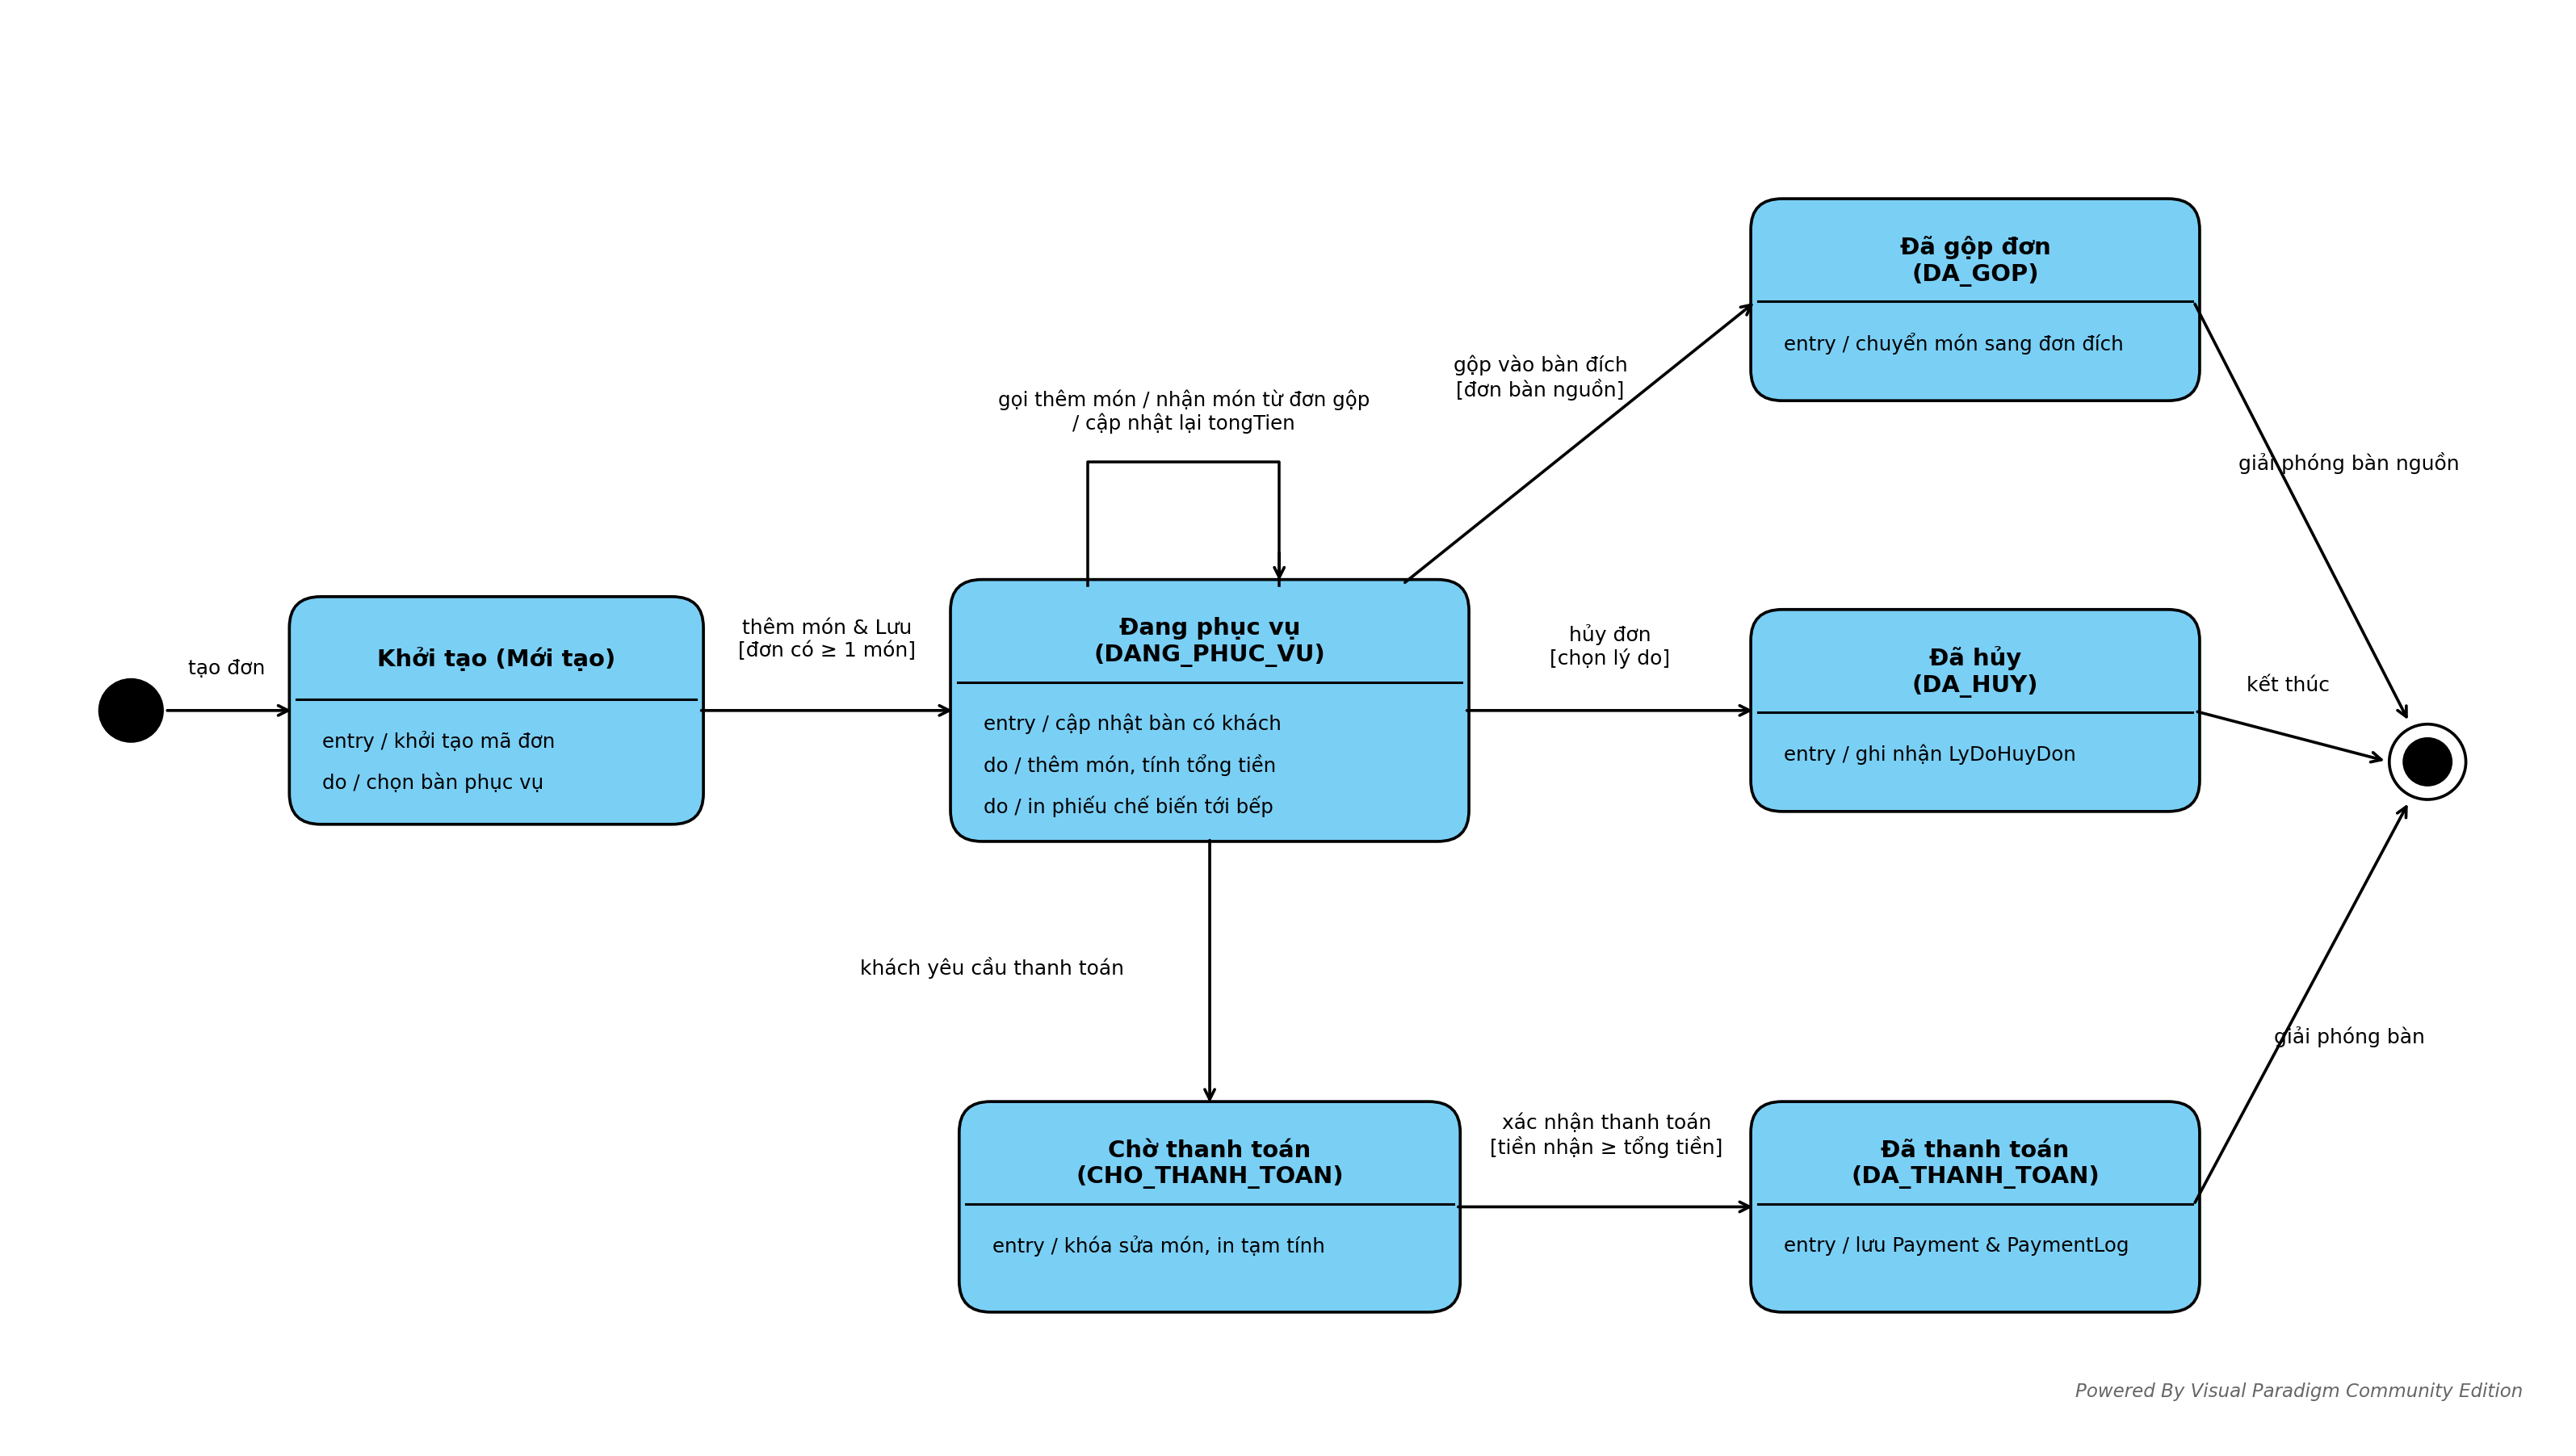 tạo đơn
Khởi tạo (Mới tạo)
entry / khởi tạo mã đơn
do / chọn bàn phục vụ
thêm món & Lưu
[đơn có ≥ 1 món]
gọi thêm món / nhận món từ đơn gộp
/ cập nhật lại tongTien
Đang phục vụ
(DANG_PHUC_VU)
entry / cập nhật bàn có khách
do / thêm món, tính tổng tiền
do / in phiếu chế biến tới bếp
gộp vào bàn đích
[đơn bàn nguồn]
Đã gộp đơn
(DA_GOP)
entry / chuyển món sang đơn đích
giải phóng bàn nguồn
hủy đơn
[chọn lý do]
Đã hủy
(DA_HUY)
entry / ghi nhận LyDoHuyDon
kết thúc
khách yêu cầu thanh toán
Chờ thanh toán
(CHO_THANH_TOAN)
entry / khóa sửa món, in tạm tính
xác nhận thanh toán
[tiền nhận ≥ tổng tiền]
Đã thanh toán
(DA_THANH_TOAN)
entry / lưu Payment & PaymentLog
giải phóng bàn
Powered By Visual Paradigm Community Edition